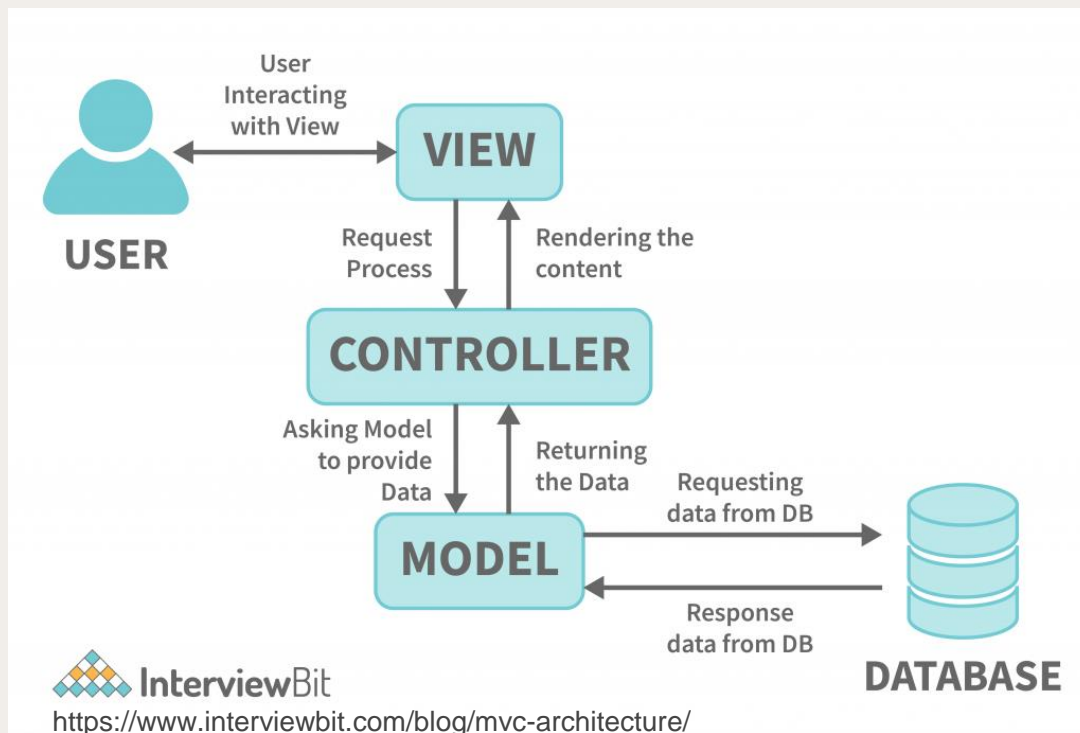 User
Interacting
with View
VIEW
USER
Request
Process
Rendering the
content
CONTROLLER
Asking Model
to provide
Data
Returning
the Data
Requesting
data from DB
MODEL
Response
data from DB
DATABASE
InterviewBit
https://www.interviewbit.com/blog/mvc-architecture/